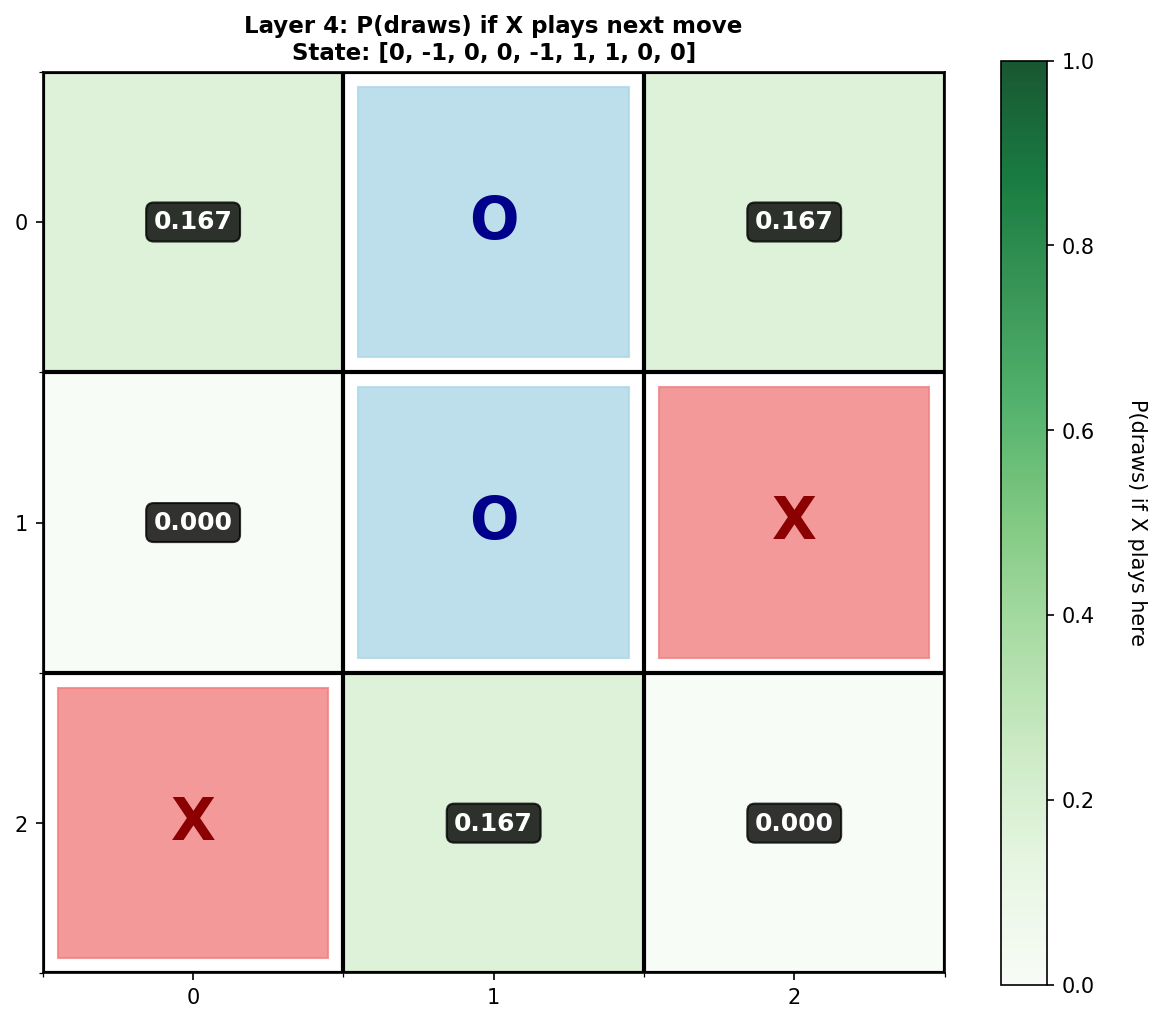 Layer 4: P(draws) if X plays next move
State: [0, -1, 0, 0, -1, 1, 1, 0, 0]
0
0.167
O
0.167
1
0.000
O
X
2
X
0.167
0.000
0
1
2
1.0
0.8
0.6
0.4
0.2
0.0
P(draws) if X plays here